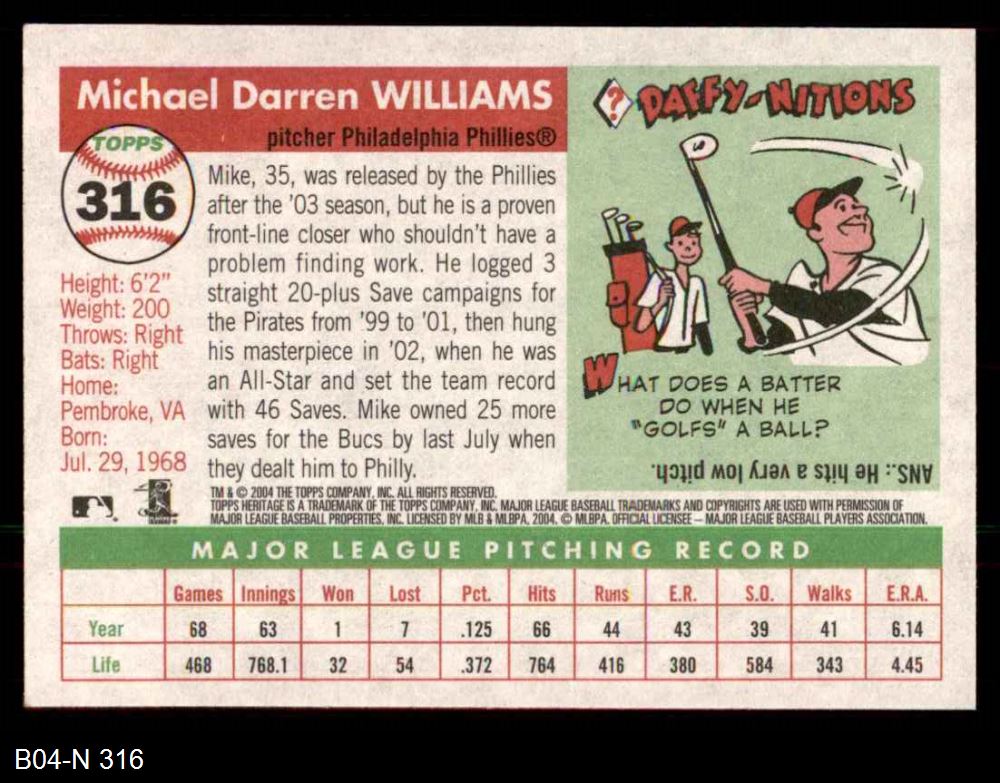 Michael Darren WILLIAMS
pitcher Philadelphia Phillies®
TOPPS
316
Height: 6'2"
Weight: 200
Throws: Right
Bats: Right
Home:
Pembroke, VA
Born:
Jul. 29, 1968
Mike, 35, was released by the Phillies
after the '03 season, but he is a proven
front-line closer who shouldn't have a
problem finding work. He logged 3
straight 20-plus Save campaigns for
the Pirates from '99 to '01, then hung
his masterpiece in '02, when he was
an All-Star and set the team record
with 46 Saves. Mike owned 25 more
saves for the Bucs by last July when
they dealt him to Philly.
? DAFFY-NITIONS
WHAT DOES A BATTER
DO WHEN HE
"GOLFS" A BALL?
ANS.: He hits a very low pitch.
TM & © 2004 THE TOPPS COMPANY, INC. ALL RIGHTS RESERVED.
TOPPS HERITAGE IS A TRADEMARK OF THE TOPPS COMPANY, INC. MAJOR LEAGUE BASEBALL TRADEMARKS AND COPYRIGHTS ARE USED WITH PERMISSION OF
MAJOR LEAGUE BASEBALL PROPERTIES, INC. LICENSED BY MLB & MLBPA, 2004. © MLBPA. OFFICIAL LICENSEE – MAJOR LEAGUE BASEBALL PLAYERS ASSOCIATION.
MAJOR LEAGUE PITCHING RECORD
Games Innings Won Lost Pct. Hits Runs E.R. S.O. Walks E.R.A.
Year 68 63 1 7 .125 66 44 43 39 41 6.14
Life 468 768.1 32 54 .372 764 416 380 584 343 4.45
B04-N 316